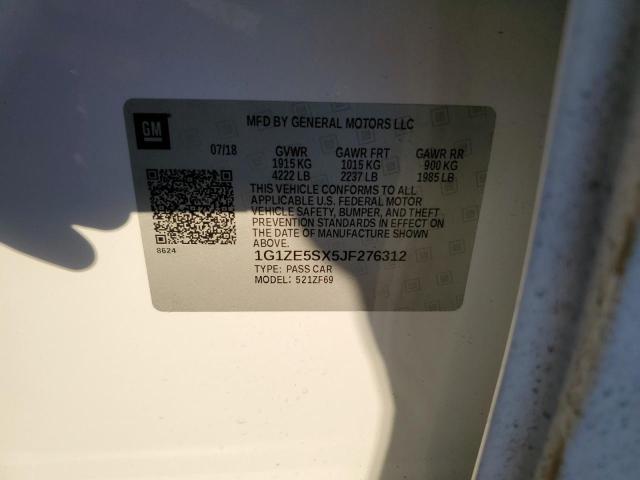 GM
MFD BY GENERAL MOTORS LLC
07/18 GVWR GAWR FRT GAWR RR
1915 KG 1015 KG 900 KG
4222 LB 2237 LB 1985 LB
THIS VEHICLE CONFORMS TO ALL
APPLICABLE U.S. FEDERAL MOTOR
VEHICLE SAFETY, BUMPER, AND THEFT
PREVENTION STANDARDS IN EFFECT ON
THE DATE OF MANUFACTURE SHOWN
ABOVE.
8624
1G1ZE5SX5JF276312
TYPE: PASS CAR
MODEL: 521ZF69